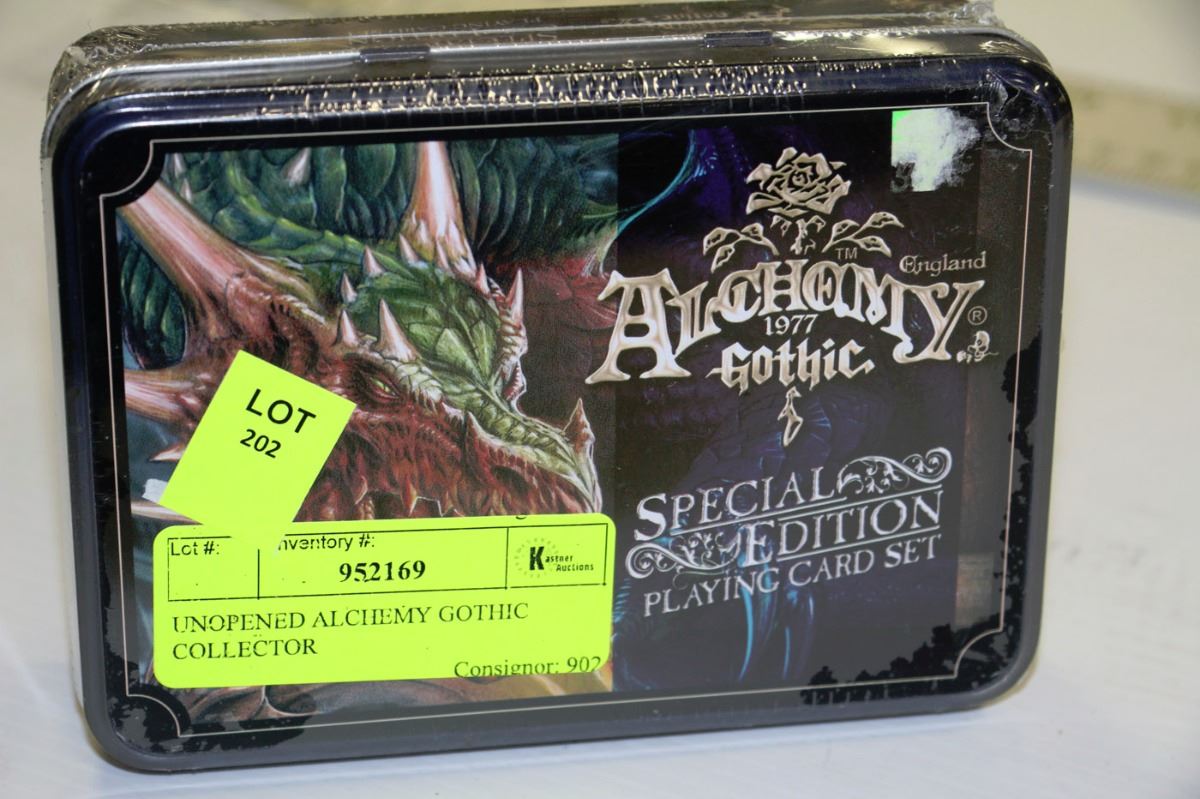 Alchemy
TM
England
1977
®
Gothic
Special
Edition
Playing Card Set
LOT
202
Lot #:
Inventory #:
952169
Kastner
Auctions
UNOPENED ALCHEMY GOTHIC
COLLECTOR
Consignor: 902